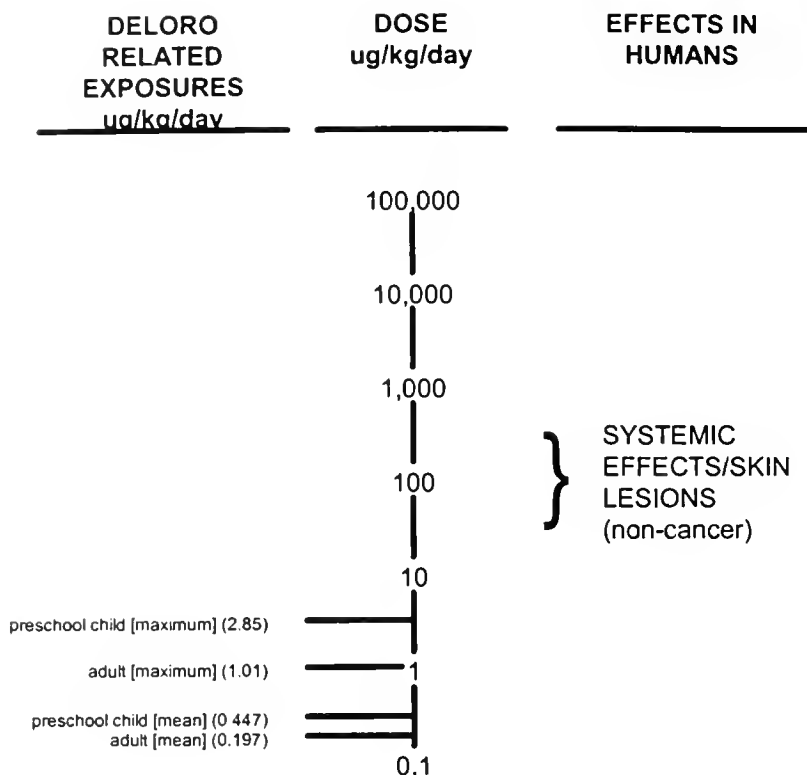 DELORO
RELATED
EXPOSURES
ug/kg/day
DOSE
ug/kg/day
EFFECTS IN
HUMANS
100,000
10,000
1,000
100
10
1
0.1
SYSTEMIC
EFFECTS/SKIN
LESIONS
(non-cancer)
preschool child [maximum] (2.85)
adult [maximum] (1.01)
preschool child [mean] (0 447)
adult [mean] (0.197)